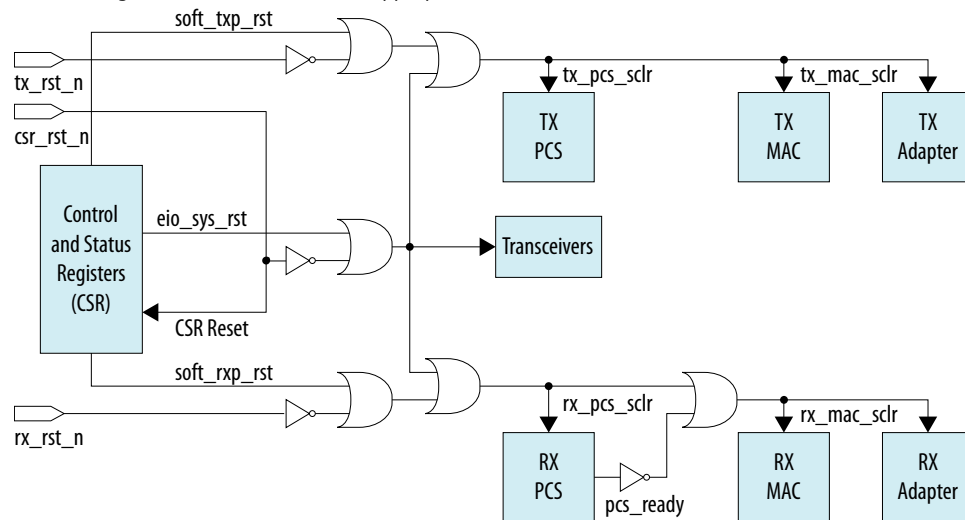 soft_txp_rst
tx_rst_n
tx_pcs_sclr
tx_mac_sclr
csr_rst_n
TX
PCS
TX
MAC
TX
Adapter
Control
and Status
Registers
(CSR)
eio_sys_rst
Transceivers
CSR Reset
soft_rxp_rst
rx_rst_n
rx_pcs_sclr
rx_mac_sclr
RX
PCS
pcs_ready
RX
MAC
RX
Adapter